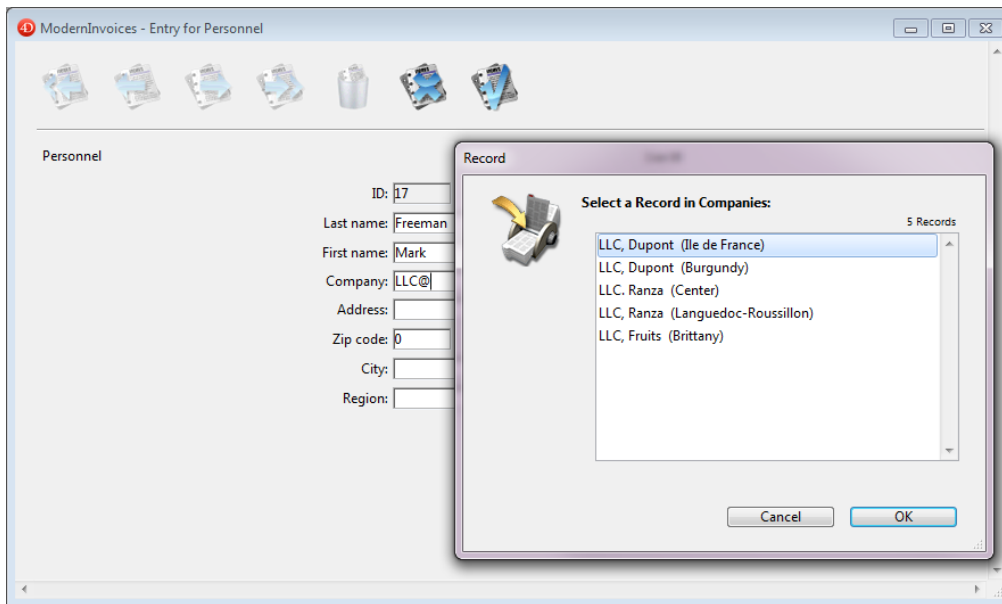 ModernInvoices - Entry for Personnel
Personnel
ID: 17
Last name: Freeman
First name: Mark
Company: LLC@
Address:
Zip code: 0
City:
Region:
Record
Select a Record in Companies:
5 Records
LLC, Dupont (Ile de France)
LLC, Dupont (Burgundy)
LLC. Ranza (Center)
LLC, Ranza (Languedoc-Roussillon)
LLC, Fruits (Brittany)
Cancel OK